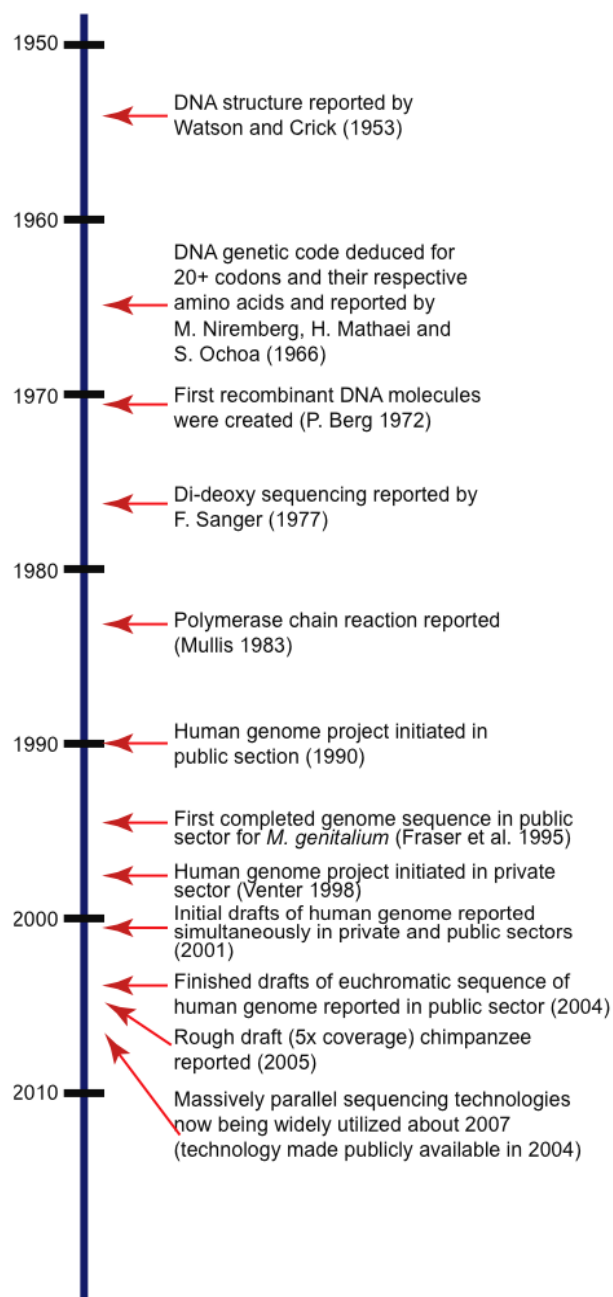 1950
DNA structure reported by
Watson and Crick (1953)
1960
DNA genetic code deduced for
20+ codons and their respective
amino acids and reported by
M. Niremberg, H. Mathaei and
S. Ochoa (1966)
1970
First recombinant DNA molecules
were created (P. Berg 1972)
Di-deoxy sequencing reported by
F. Sanger (1977)
1980
Polymerase chain reaction reported
(Mullis 1983)
1990
Human genome project initiated in
public section (1990)
First completed genome sequence in public
sector for M. genitalium (Fraser et al. 1995)
Human genome project initiated in private
sector (Venter 1998)
2000
Initial drafts of human genome reported
simultaneously in private and public sectors
(2001)
Finished drafts of euchromatic sequence of
human genome reported in public sector (2004)
Rough draft (5x coverage) chimpanzee
reported (2005)
2010
Massively parallel sequencing technologies
now being widely utilized about 2007
(technology made publicly available in 2004)